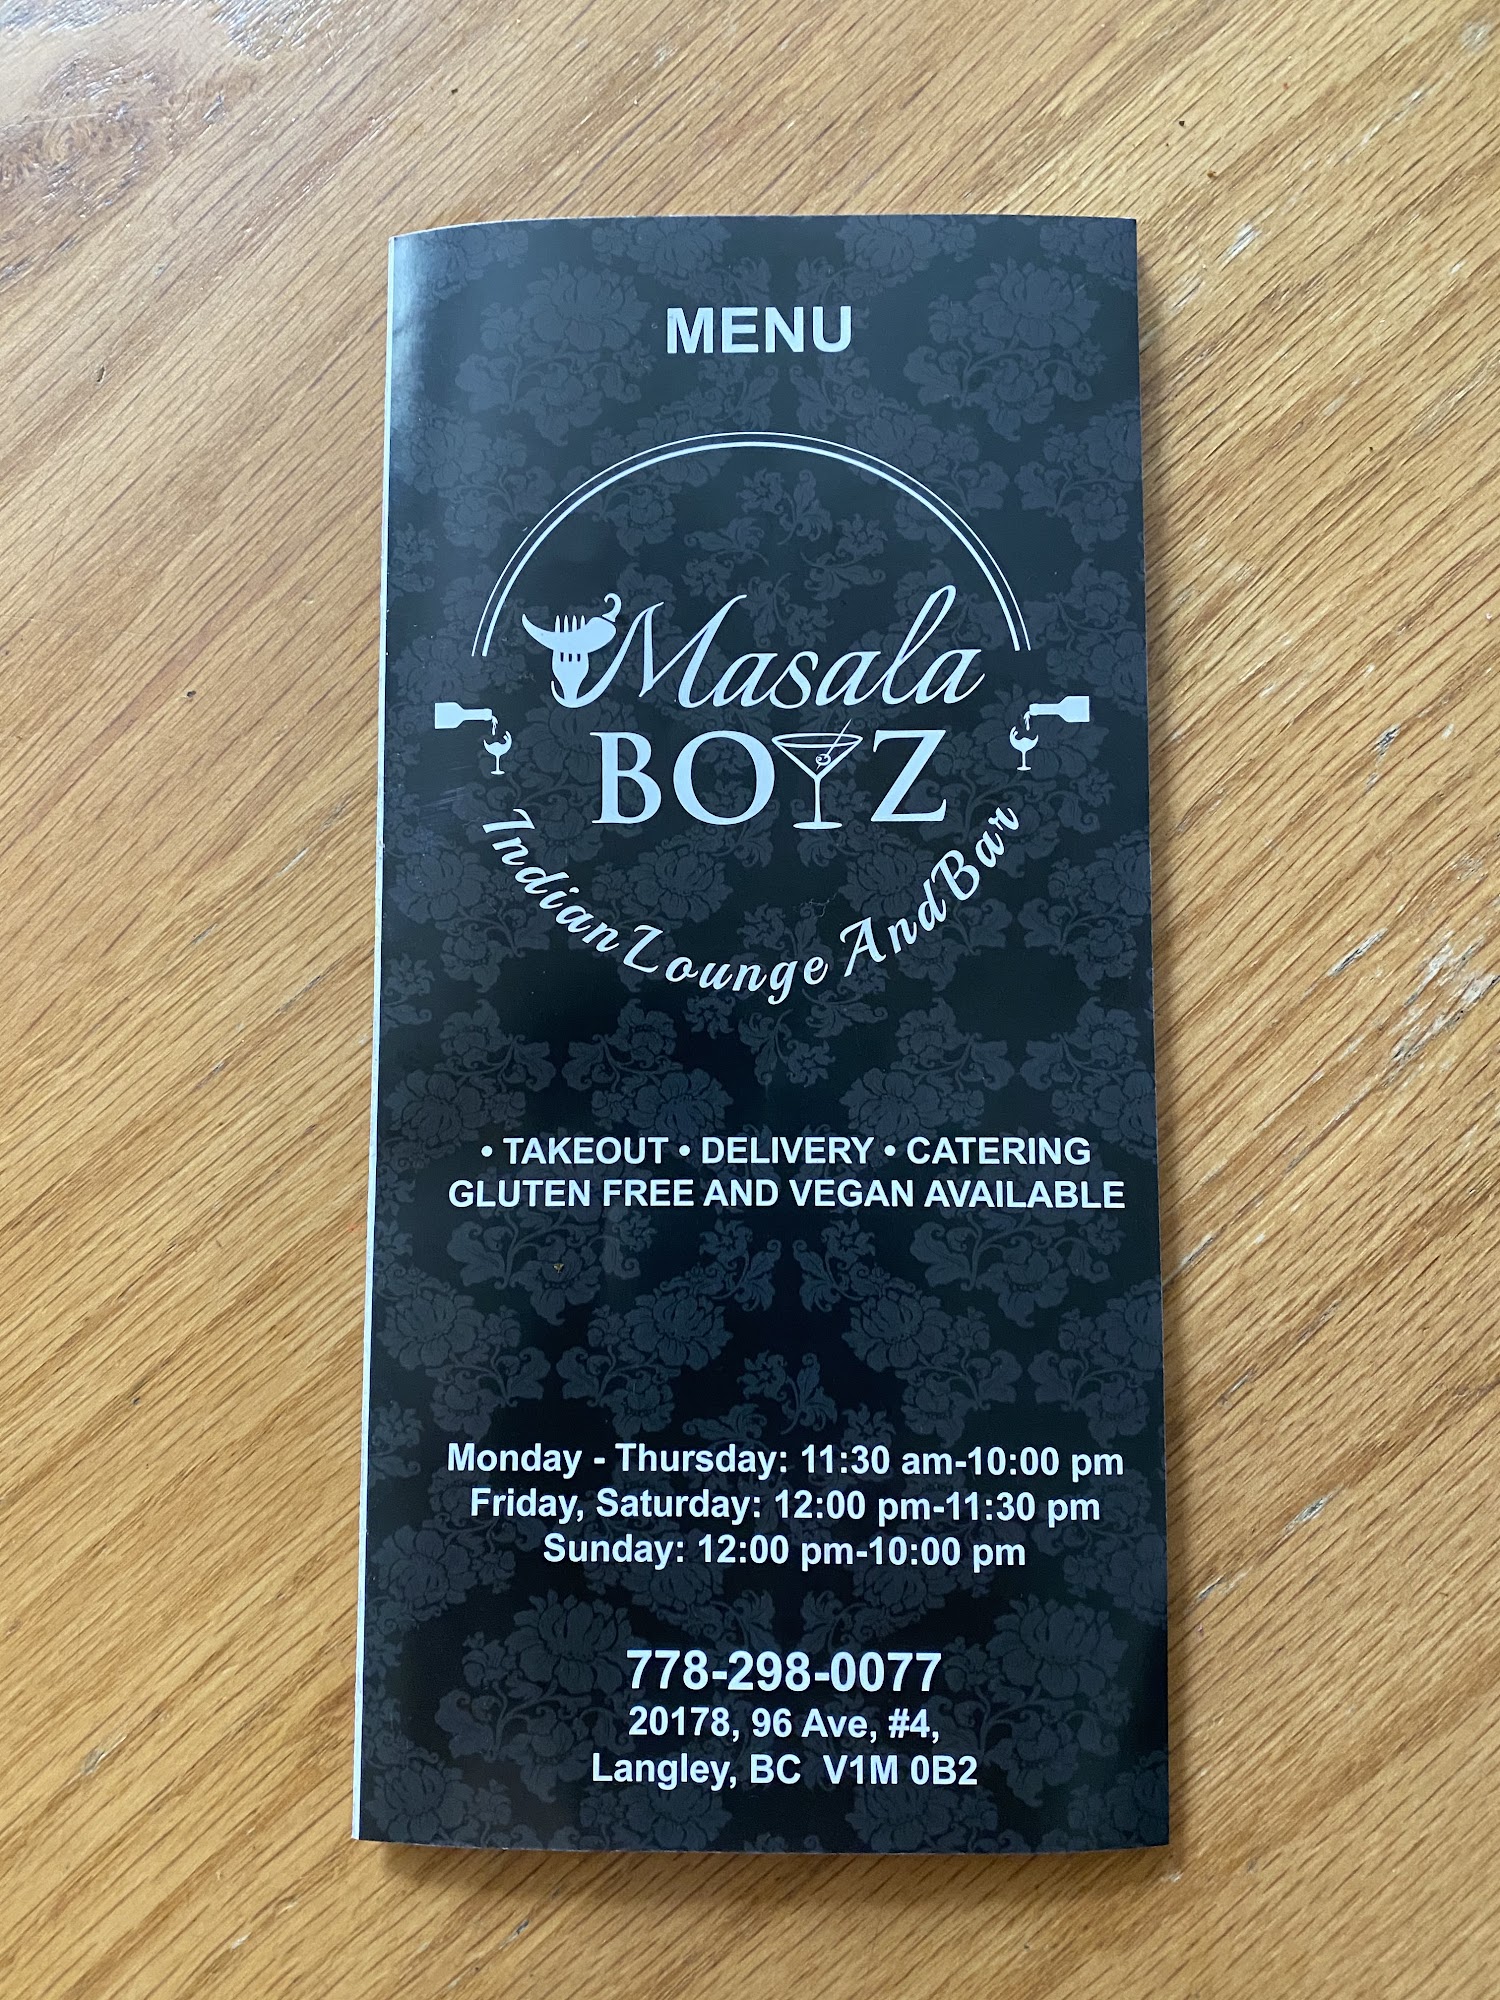 MENU
Masala
BOYZ
Indian Lounge And Bar
• TAKEOUT • DELIVERY • CATERING
GLUTEN FREE AND VEGAN AVAILABLE
Monday - Thursday: 11:30 am-10:00 pm
Friday, Saturday: 12:00 pm-11:30 pm
Sunday: 12:00 pm-10:00 pm
778-298-0077
20178, 96 Ave, #4,
Langley, BC V1M 0B2